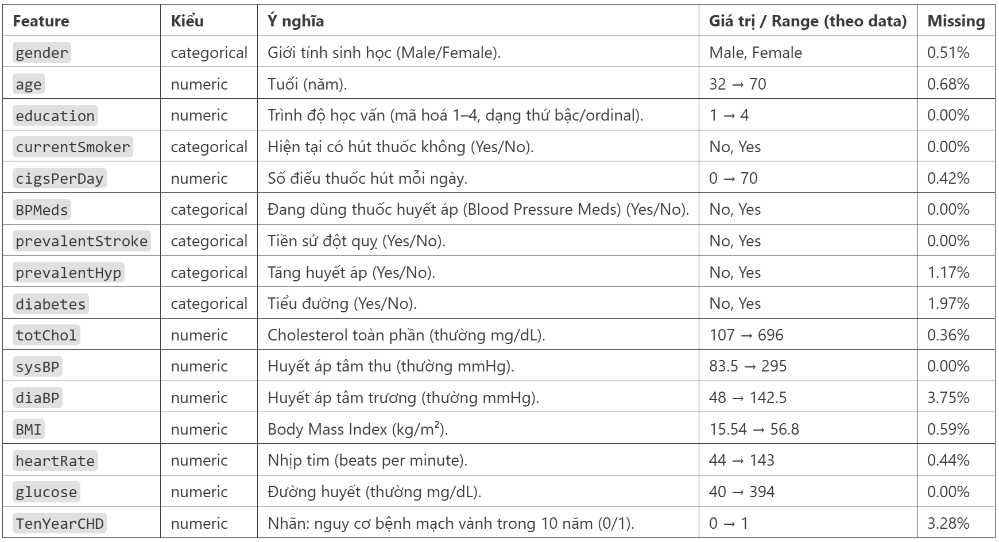 Feature Kiểu Ý nghĩa Giá trị / Range (theo data) Missing
gender categorical Giới tính sinh học (Male/Female). Male, Female 0.51%
age numeric Tuổi (năm). 32 → 70 0.68%
education numeric Trình độ học vấn (mã hoá 1–4, dạng thứ bậc/ordinal). 1 → 4 0.00%
currentSmoker categorical Hiện tại có hút thuốc không (Yes/No). No, Yes 0.00%
cigsPerDay numeric Số điếu thuốc hút mỗi ngày. 0 → 70 0.42%
BPMeds categorical Đang dùng thuốc huyết áp (Blood Pressure Meds) (Yes/No). No, Yes 0.00%
prevalentStroke categorical Tiền sử đột quỵ (Yes/No). No, Yes 0.00%
prevalentHyp categorical Tăng huyết áp (Yes/No). No, Yes 1.17%
diabetes categorical Tiểu đường (Yes/No). No, Yes 1.97%
totChol numeric Cholesterol toàn phần (thường mg/dL). 107 → 696 0.36%
sysBP numeric Huyết áp tâm thu (thường mmHg). 83.5 → 295 0.00%
diaBP numeric Huyết áp tâm trương (thường mmHg). 48 → 142.5 3.75%
BMI numeric Body Mass Index (kg/m²). 15.54 → 56.8 0.59%
heartRate numeric Nhịp tim (beats per minute). 44 → 143 0.44%
glucose numeric Đường huyết (thường mg/dL). 40 → 394 0.00%
TenYearCHD numeric Nhãn: nguy cơ bệnh mạch vành trong 10 năm (0/1). 0 → 1 3.28%